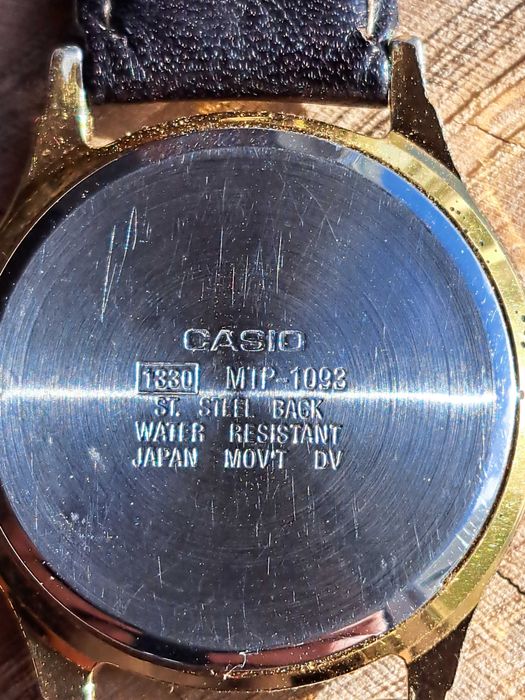 CASIO
1330 MTP-1093
ST. STEEL BACK
WATER RESISTANT
JAPAN MOV'T DV